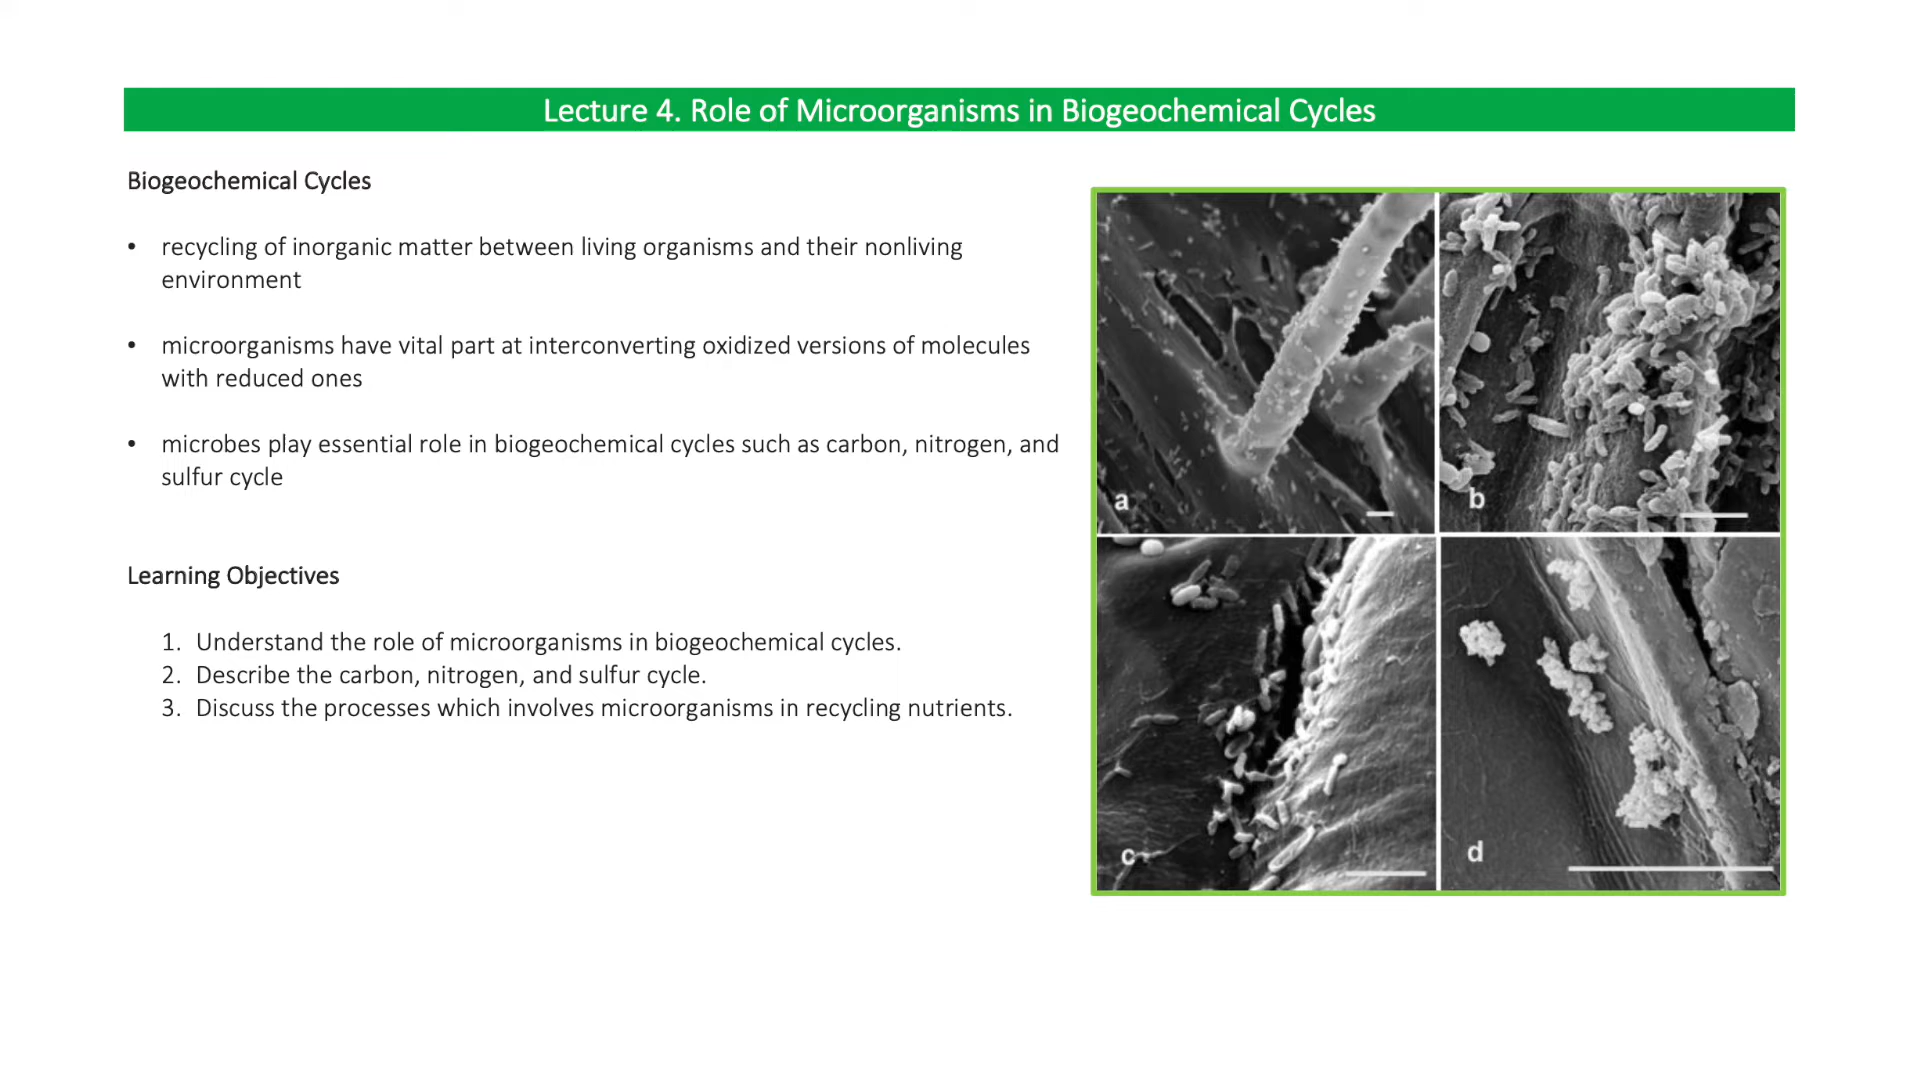 Lecture 4. Role of Microorganisms in Biogeochemical Cycles
Biogeochemical Cycles
• recycling of inorganic matter between living organisms and their nonliving
environment
• microorganisms have vital part at interconverting oxidized versions of molecules
with reduced ones
• microbes play essential role in biogeochemical cycles such as carbon, nitrogen, and
sulfur cycle
Learning Objectives
1. Understand the role of microorganisms in biogeochemical cycles.
2. Describe the carbon, nitrogen, and sulfur cycle.
3. Discuss the processes which involves microorganisms in recycling nutrients.
a
b
c
d